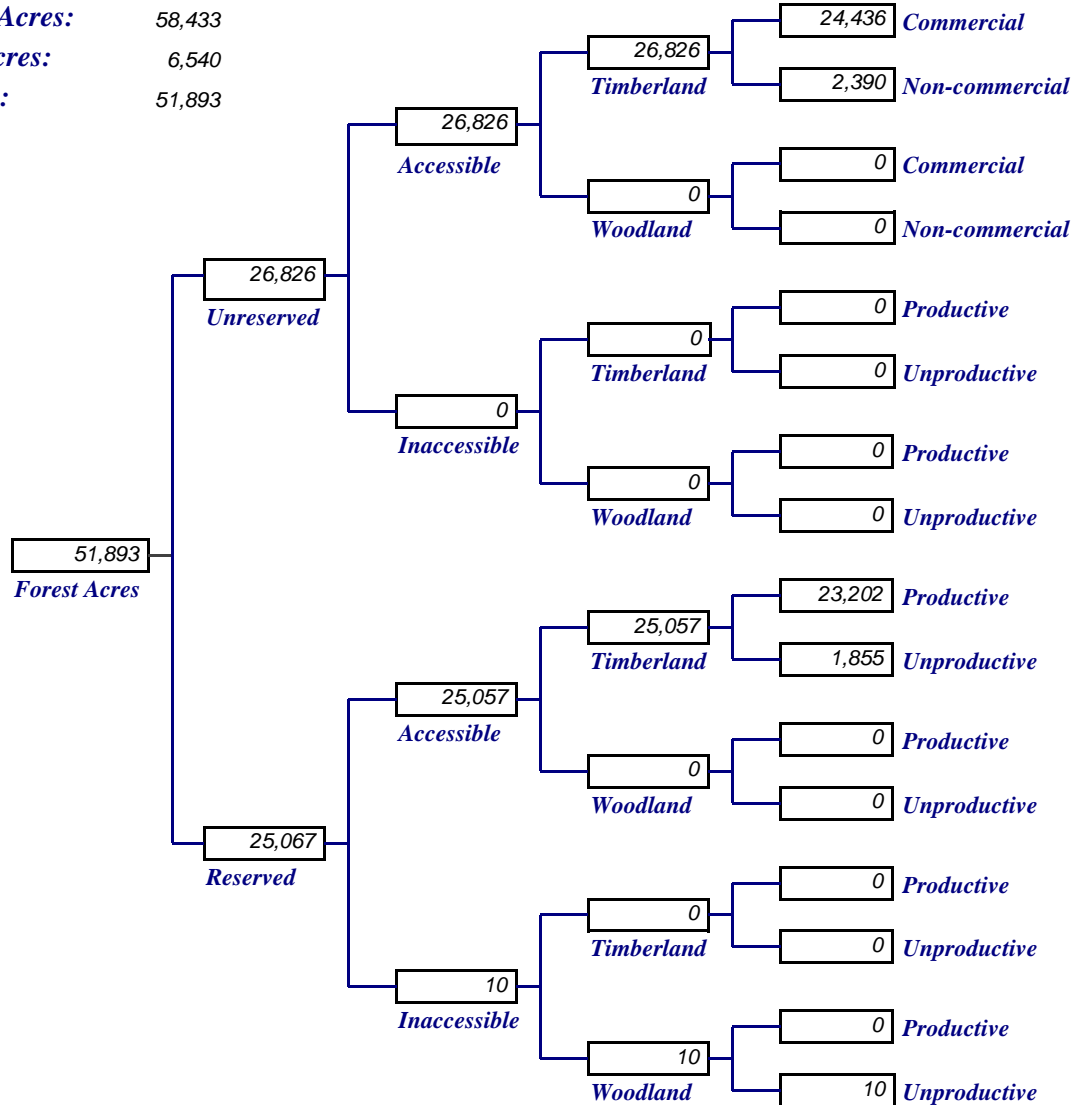 Acres: 58,433
cres: 6,540
: 51,893
24,436 Commercial
26,826
Timberland
2,390 Non-commercial
26,826
Accessible
0 Commercial
0
Woodland
0 Non-commercial
26,826
Unreserved
0 Productive
0
Timberland
0 Unproductive
0
Inaccessible
0 Productive
0
Woodland
0 Unproductive
51,893
Forest Acres
23,202 Productive
25,057
Timberland
1,855 Unproductive
25,057
Accessible
0 Productive
0
Woodland
0 Unproductive
25,067
Reserved
0 Productive
0
Timberland
0 Unproductive
10
Inaccessible
0 Productive
10
Woodland
10 Unproductive